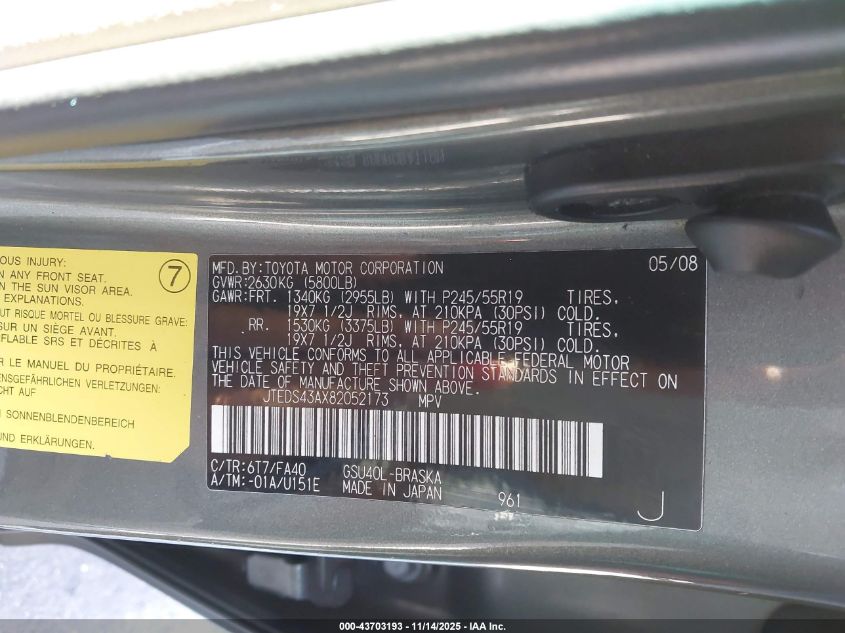 OUS INJURY:
N ANY FRONT SEAT.
N THE SUN VISOR AREA.
EXPLANATIONS.
UT RISQUE MORTEL OU BLESSURE GRAVE:
SUR UN SIÈGE AVANT.
FLABLE SRS ET DÉCRITES À
R LE MANUEL DU PROPRIÉTAIRE.
ENSGEFÄHRLICHEN VERLETZUNGEN
CHT AUF
SONNENBLENDENBEREICH
UND ERKLÄRUNGEN.
7
MFD. BY: TOYOTA MOTOR CORPORATION 05/08
GVWR: 2630KG (5800LB)
GAWR: FRT. 1340KG (2955LB) WITH P245/55R19 TIRES,
19X7 1/2J RIMS, AT 210KPA (30PSI) COLD.
RR. 1530KG (3375LB) WITH P245/55R19 TIRES,
19X7 1/2J RIMS, AT 210KPA (30PSI) COLD.
THIS VEHICLE CONFORMS TO ALL APPLICABLE FEDERAL MOTOR
VEHICLE SAFETY AND THEFT PREVENTION STANDARDS IN EFFECT ON
THE DATE OF MANUFACTURE SHOWN ABOVE.
JTEDS43AX82052173 MPV
C/TR: 6T7/FA40 GSU40L-BRASKA
A/TM: -01A/U151E MADE IN JAPAN 961 J
000-43703193 - 11/14/2025 - IAA Inc.